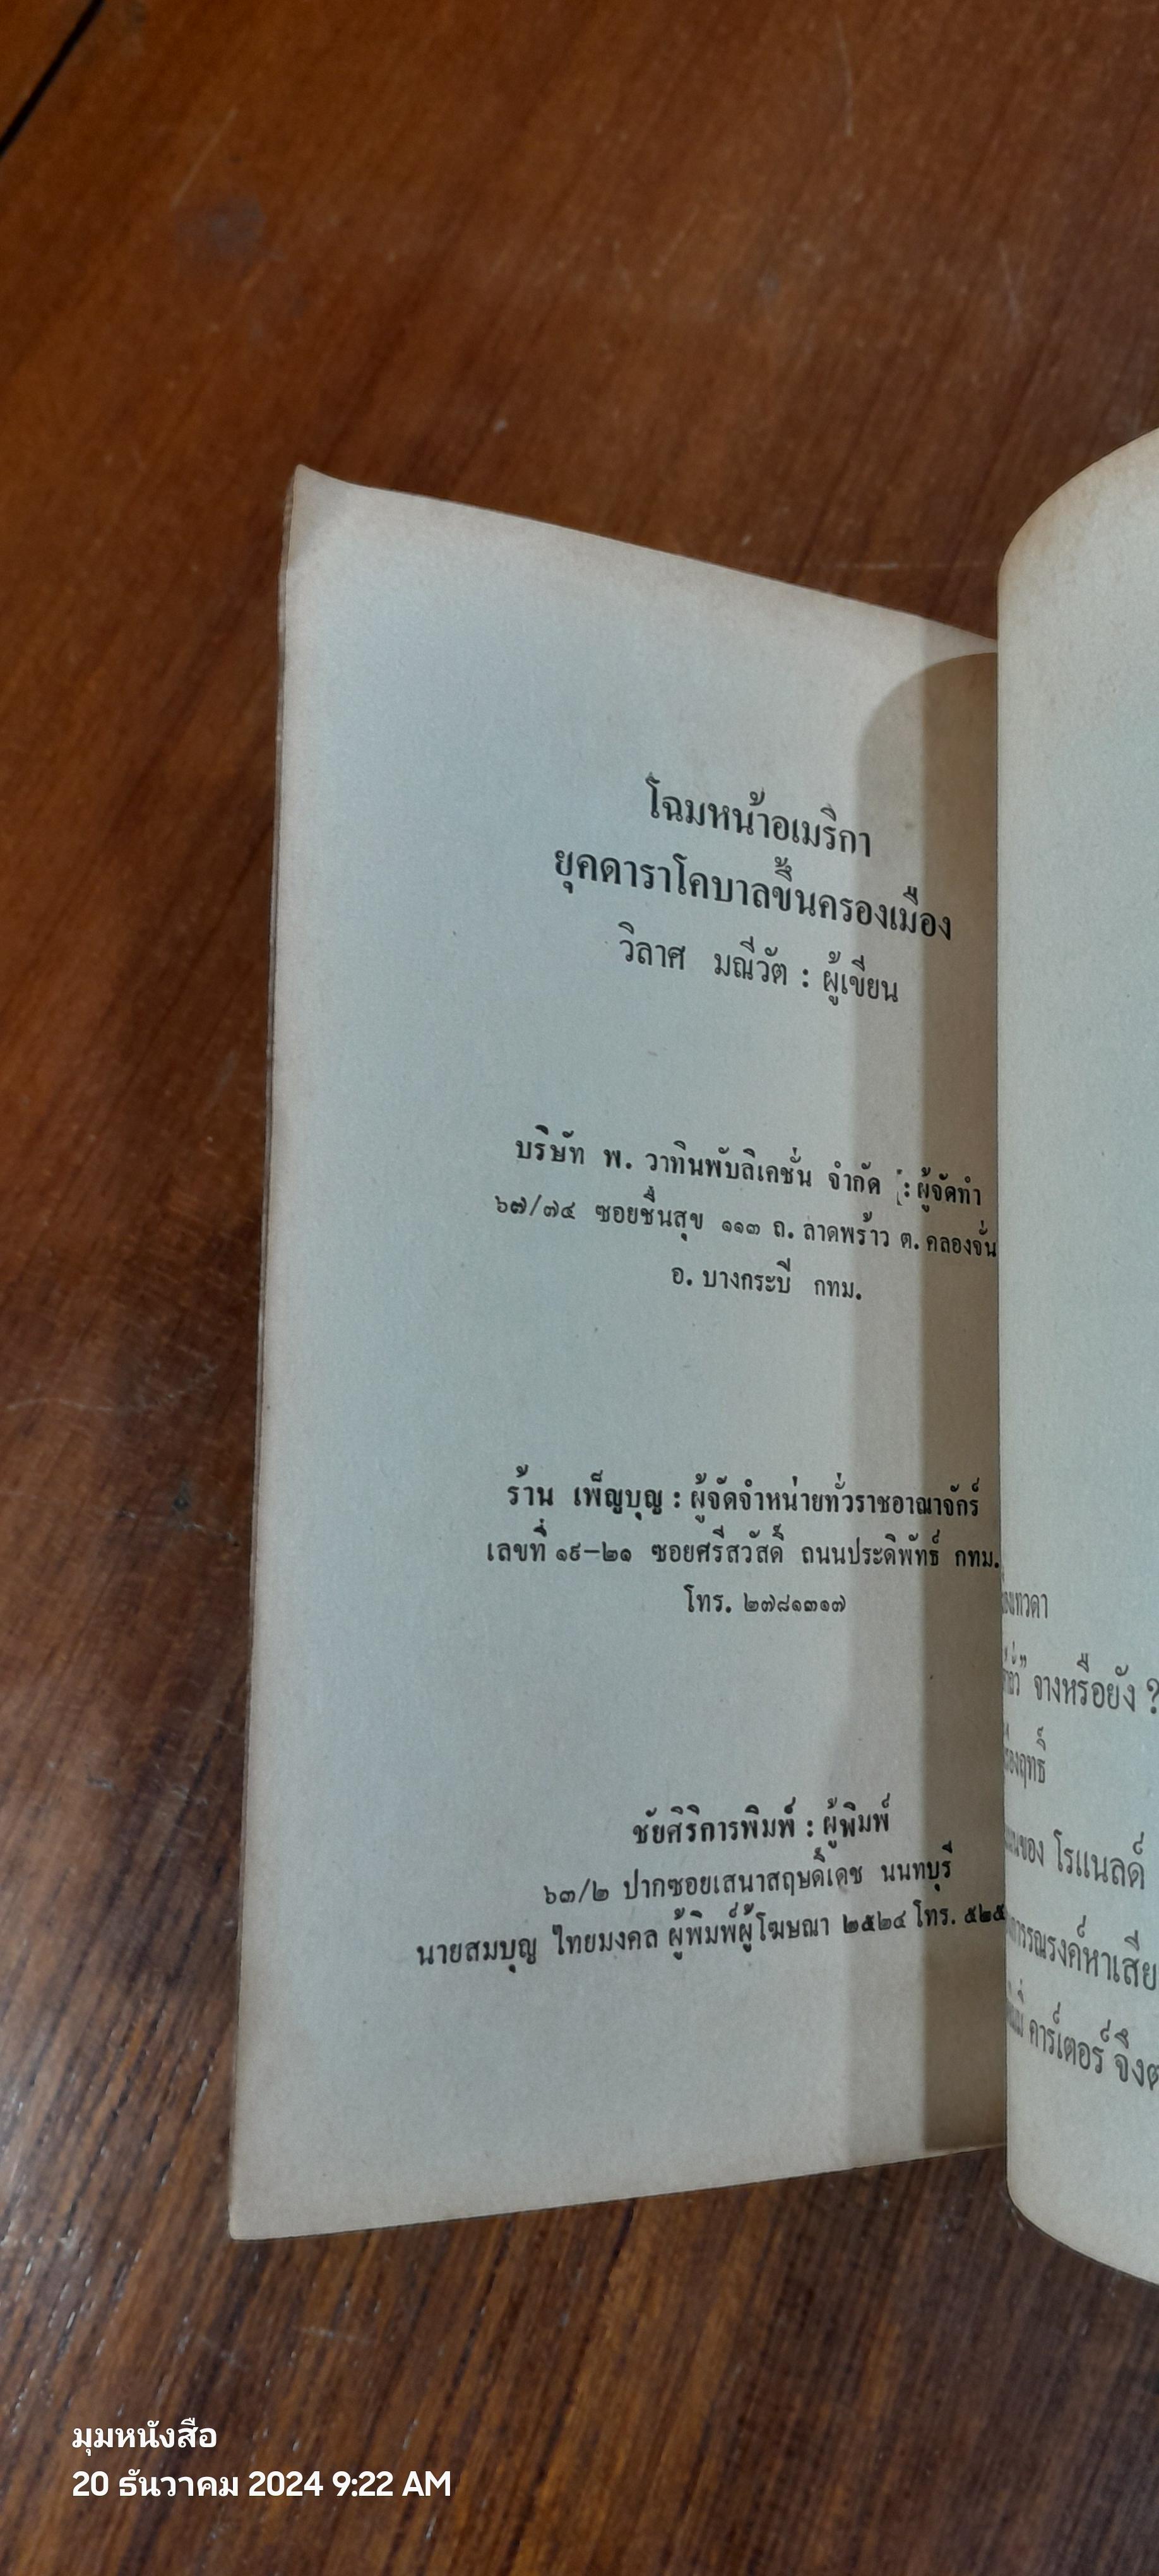 โฉมหน้าอเมริกา
ยุคดาราโคบาลขึ้นครองเมือง
วิลาศ มณีวัต : ผู้เขียน
บริษัท พ. วาทินพับลิเคชั่น จำกัด : ผู้จัดทำ
๖๗/๗๔ ซอยชื่นสุข ๑๑๓ ถ. ลาดพร้าว ต. คลองจั่น
อ. บางกระบี กทม.
ร้าน เพ็ญบุญ : ผู้จัดจำหน่ายทั่วราชอาณาจักร์
เลขที่ ๑๙–๒๑ ซอยศรีสวัสดิ์ ถนนประดิพัทธ์ กทม.
โทร. ๒๗๘๑๓๑๗
ชัยศิริการพิมพ์ : ผู้พิมพ์
๖๓/๒ ปากซอยเสนาสฤษดิ์เดช นนทบุรี
นายสมบุญ ไทยมงคล ผู้พิมพ์ผู้โฆษณา ๒๕๒๔ โทร. ๕๒๕
จางหรือยัง ?
โรแนลด์
คาร์เตอร์
มุมหนังสือ
20 ธันวาคม 2024 9:22 AM